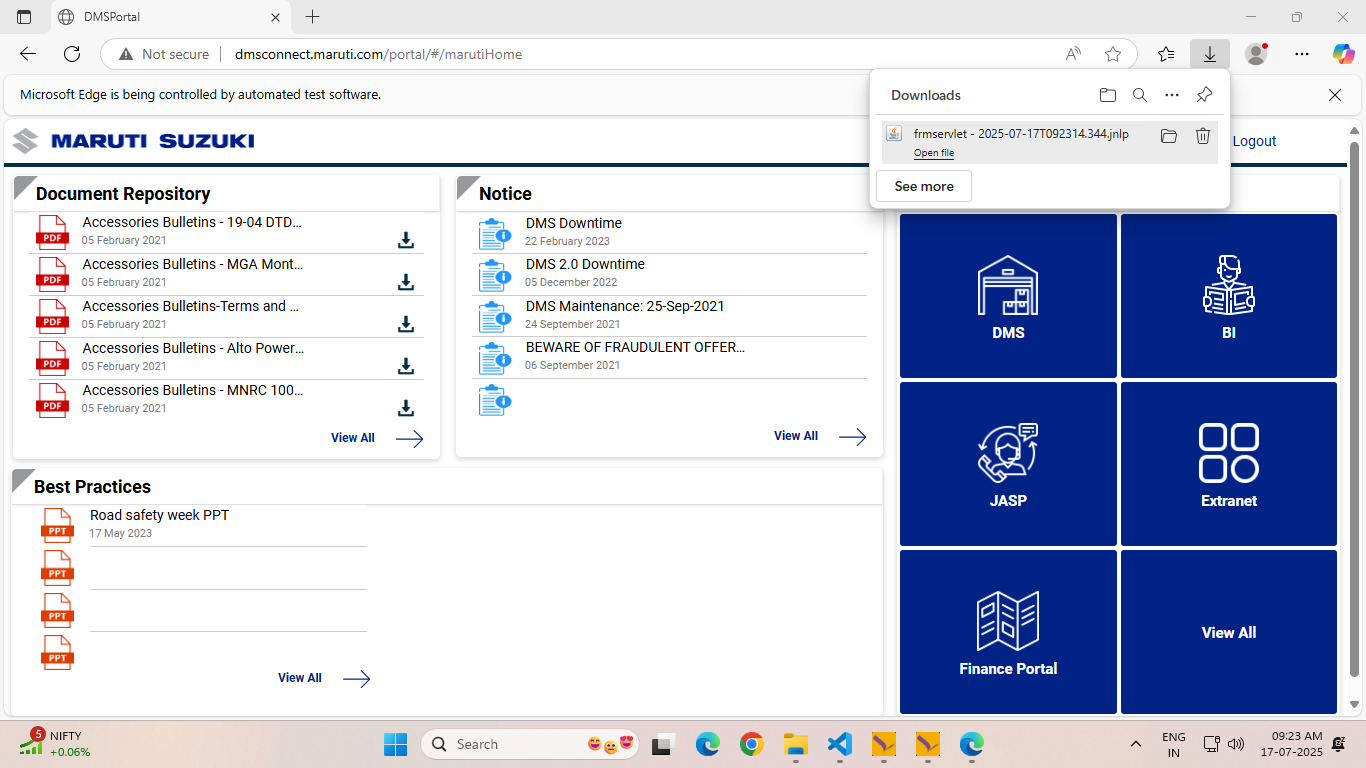 DMSPortal
Not secure
dmsconnect.maruti.com/portal/#/marutiHome
Microsoft Edge is being controlled by automated test software.
Downloads
frmservlet - 2025-07-17T092314.344.jnlp
Open file
See more
MARUTI SUZUKI
Logout
Document Repository
Accessories Bulletins - 19-04 DTD...
05 February 2021
Accessories Bulletins - MGA Mont...
05 February 2021
Accessories Bulletins-Terms and ...
05 February 2021
Accessories Bulletins - Alto Power...
05 February 2021
Accessories Bulletins - MNRC 100...
05 February 2021
PDF
PDF
PDF
PDF
PDF
View All
Notice
DMS Downtime
22 February 2023
DMS 2.0 Downtime
05 December 2022
DMS Maintenance: 25-Sep-2021
24 September 2021
BEWARE OF FRAUDULENT OFFER...
06 September 2021
View All
Best Practices
Road safety week PPT
17 May 2023
PPT
PPT
PPT
PPT
View All
DMS
BI
JASP
Extranet
Finance Portal
View All
5
NIFTY
+0.06%
Search
ENG
IN
09:23 AM
17-07-2025